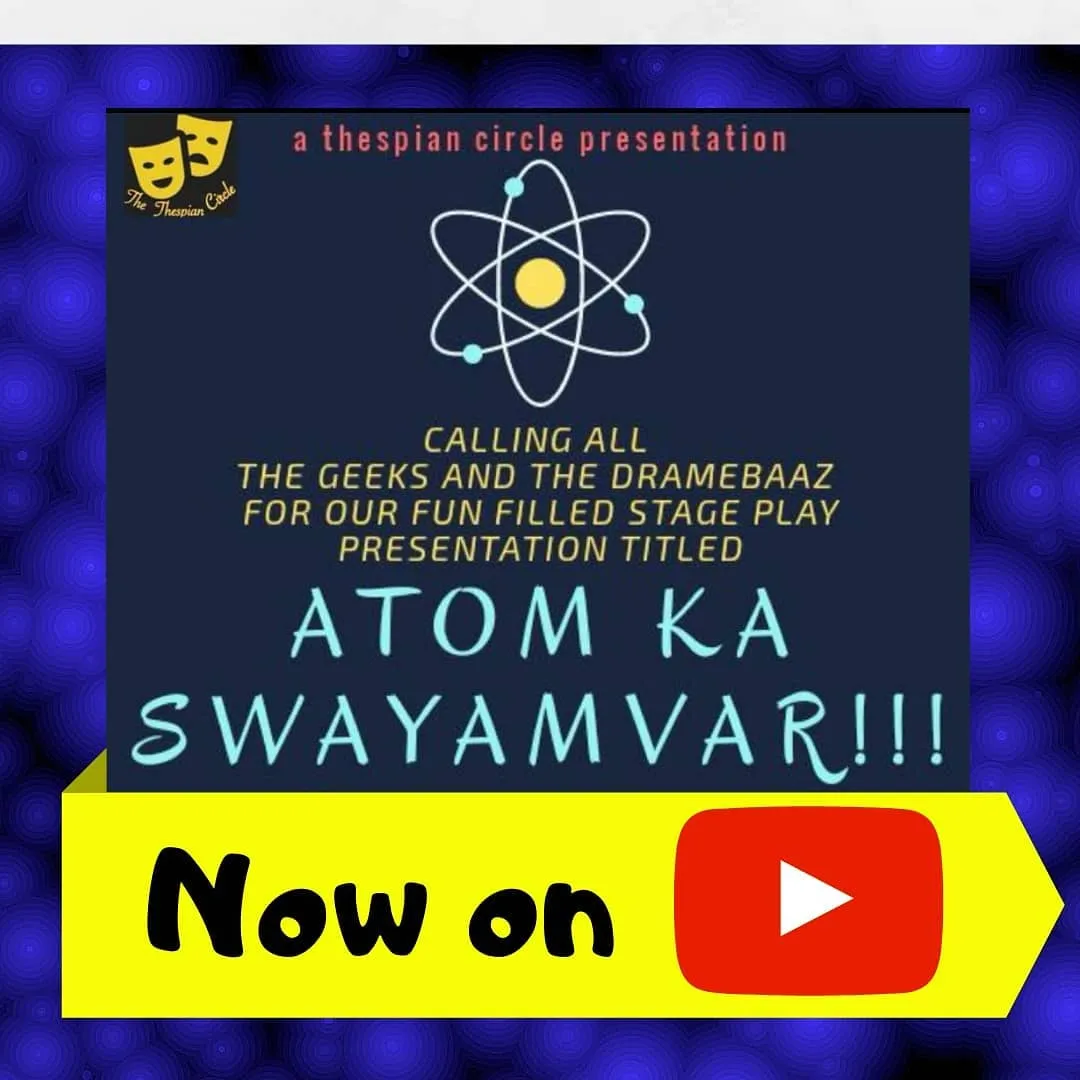 The Thespian Circle
a thespian circle presentation
CALLING ALL
THE GEEKS AND THE DRAMEBAAZ
FOR OUR FUN FILLED STAGE PLAY
PRESENTATION TITLED
ATOM KA
SWAYAMVAR!!!
Now on